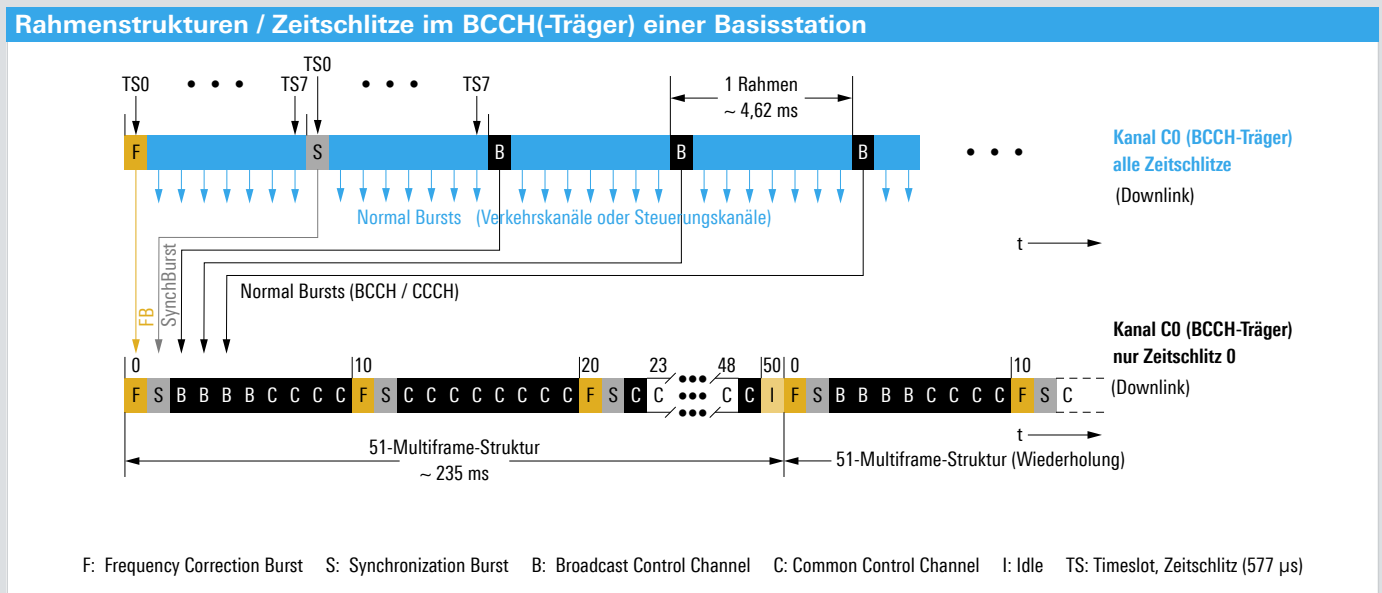 Rahmenstrukturen / Zeitschlitze im BCCH(-Träger) einer Basisstation
TS0 • • • TS7 TS0 • • • TS7
1 Rahmen
~ 4,62 ms
F S B B B • • •
Kanal C0 (BCCH-Träger)
alle Zeitschlitze
(Downlink)
Normal Bursts (Verkehrskanäle oder Steuerungskanäle)
t
FB
SynchBurst
Normal Bursts (BCCH / CCCH)
Kanal C0 (BCCH-Träger)
nur Zeitschlitz 0
(Downlink)
0 10 20 23 48 50 0 10
F S B B B B C C C C F S C C C C C C C C F S C C ••• C C I F S B B B B C C C C F S C
t
51-Multiframe-Struktur
~ 235 ms
51-Multiframe-Struktur (Wiederholung)
F: Frequency Correction Burst S: Synchronization Burst B: Broadcast Control Channel C: Common Control Channel I: Idle TS: Timeslot, Zeitschlitz (577 µs)